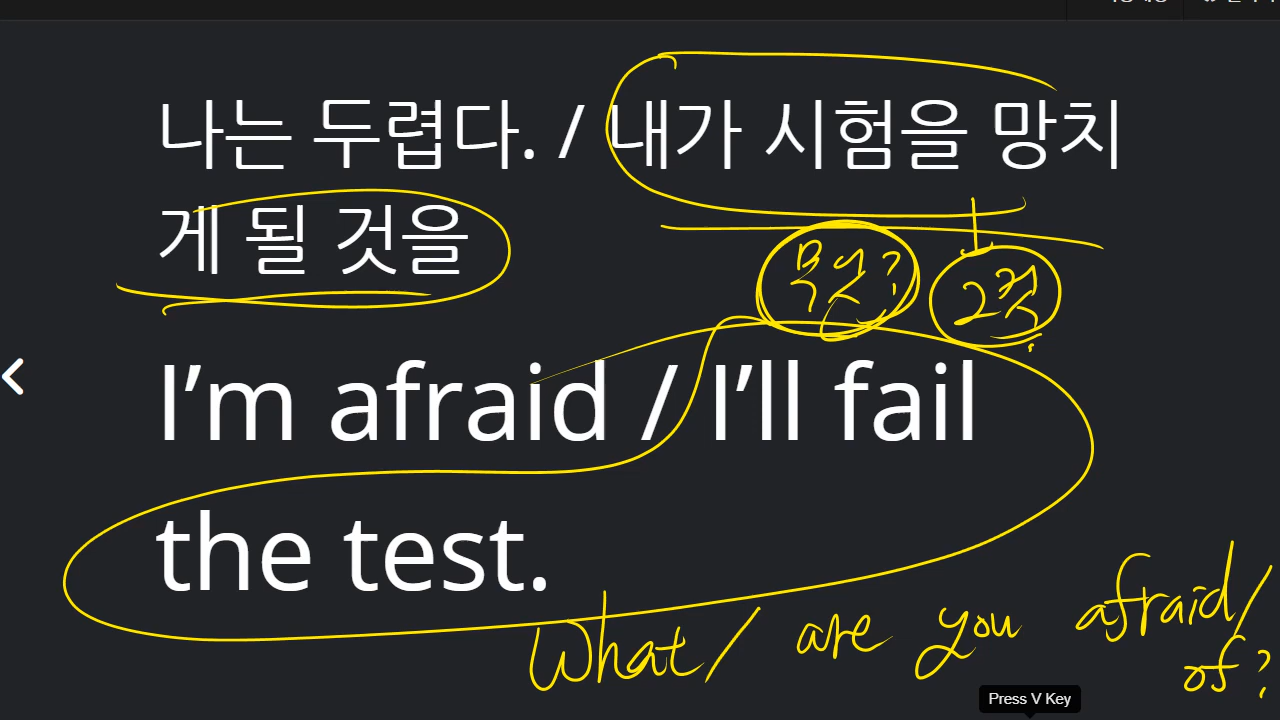 나는 두렵다. / 내가 시험을 망치
게 될 것을
무엇? 2것
I'm afraid / I'll fail
the test.
What / are you afraid /
of?
Press V Key